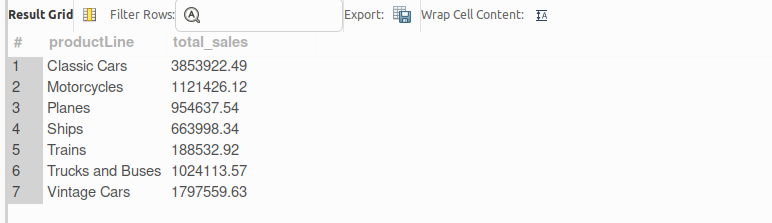 Result Grid Filter Rows: Export: Wrap Cell Content: IA
# productLine total_sales
1 Classic Cars 3853922.49
2 Motorcycles 1121426.12
3 Planes 954637.54
4 Ships 663998.34
5 Trains 188532.92
6 Trucks and Buses 1024113.57
7 Vintage Cars 1797559.63